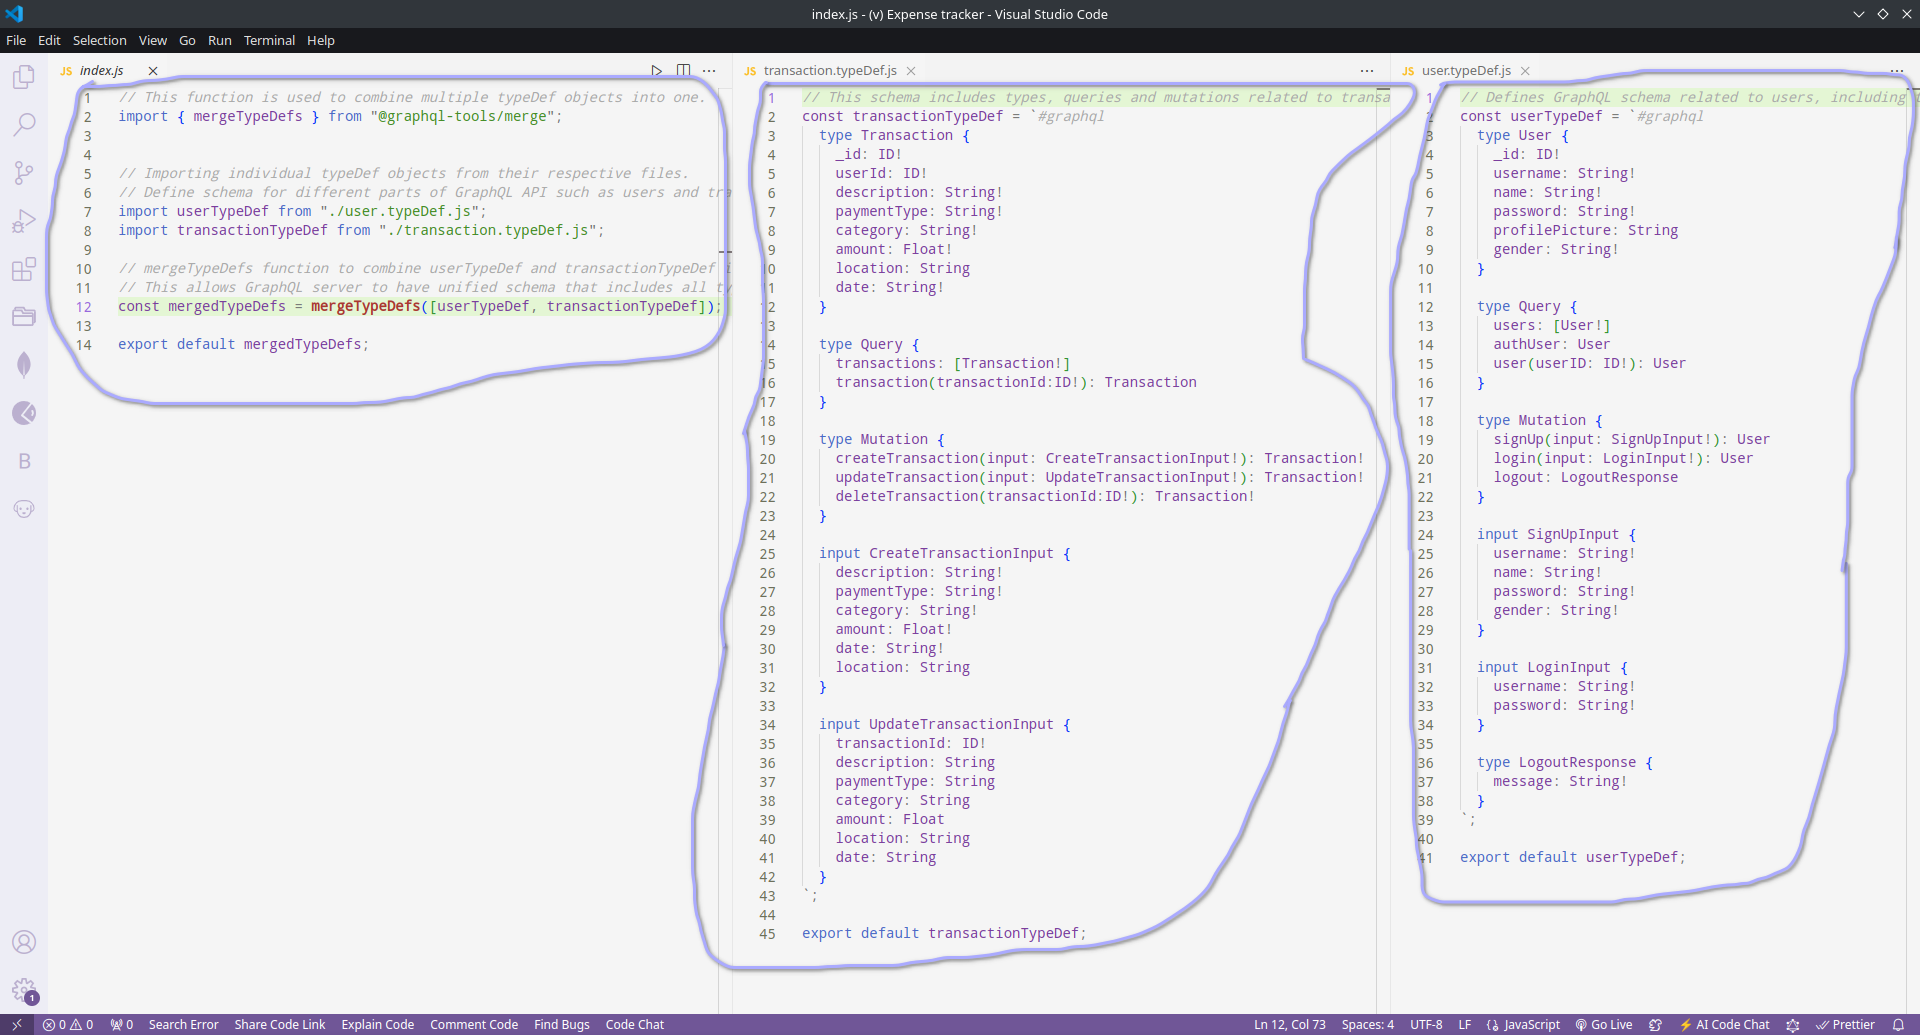 index.js - (v) Expense tracker - Visual Studio Code
File Edit Selection View Go Run Terminal Help
JS index.js
1 // This function is used to combine multiple typeDef objects into one.
2 import { mergeTypeDefs } from "@graphql-tools/merge";
3
4
5 // Importing individual typeDef objects from their respective files.
6 // Define schema for different parts of GraphQL API such as users and
7 import userTypeDef from "./user.typeDef.js";
8 import transactionTypeDef from "./transaction.typeDef.js";
9
10 // mergeTypeDefs function to combine userTypeDef and transactionTypeDef
11 // This allows GraphQL server to have unified schema that includes all
12 const mergedTypeDefs = mergeTypeDefs([userTypeDef, transactionTypeDef]);
13
14 export default mergedTypeDefs;
JS transaction.typeDef.js
1 // This schema includes types, queries and mutations related to transa
2 const transactionTypeDef = `#graphql
3 type Transaction {
4 _id: ID!
5 userId: ID!
6 description: String!
7 paymentType: String!
8 category: String!
9 amount: Float!
10 location: String
11 date: String!
12 }
13
14 type Query {
15 transactions: [Transaction!]
16 transaction(transactionId:ID!): Transaction
17 }
18
19 type Mutation {
20 createTransaction(input: CreateTransactionInput!): Transaction!
21 updateTransaction(input: UpdateTransactionInput!): Transaction!
22 deleteTransaction(transactionId:ID!): Transaction!
23 }
24
25 input CreateTransactionInput {
26 description: String!
27 paymentType: String!
28 category: String!
29 amount: Float!
30 date: String!
31 location: String
32 }
33
34 input UpdateTransactionInput {
35 transactionId: ID!
36 description: String
37 paymentType: String
38 category: String
39 amount: Float
40 location: String
41 date: String
42 }
43 `;
44
45 export default transactionTypeDef;
JS user.typeDef.js
1 // Defines GraphQL schema related to users, including
2 const userTypeDef = `#graphql
3 type User {
4 _id: ID!
5 username: String!
6 name: String!
7 password: String!
8 profilePicture: String
9 gender: String!
10 }
11
12 type Query {
13 users: [User!]
14 authUser: User
15 user(userID: ID!): User
16 }
17
18 type Mutation {
19 signUp(input: SignUpInput!): User
20 login(input: LoginInput!): User
21 logout: LogoutResponse
22 }
23
24 input SignUpInput {
25 username: String!
26 name: String!
27 password: String!
28 gender: String!
29 }
30
31 input LoginInput {
32 username: String!
33 password: String!
34 }
35
36 type LogoutResponse {
37 message: String!
38 }
39 `;
40
41 export default userTypeDef;
B
1
0 0 0 Search Error Share Code Link Explain Code Comment Code Find Bugs Code Chat Ln 12, Col 73 Spaces: 4 UTF-8 LF JavaScript Go Live AI Code Chat Prettier